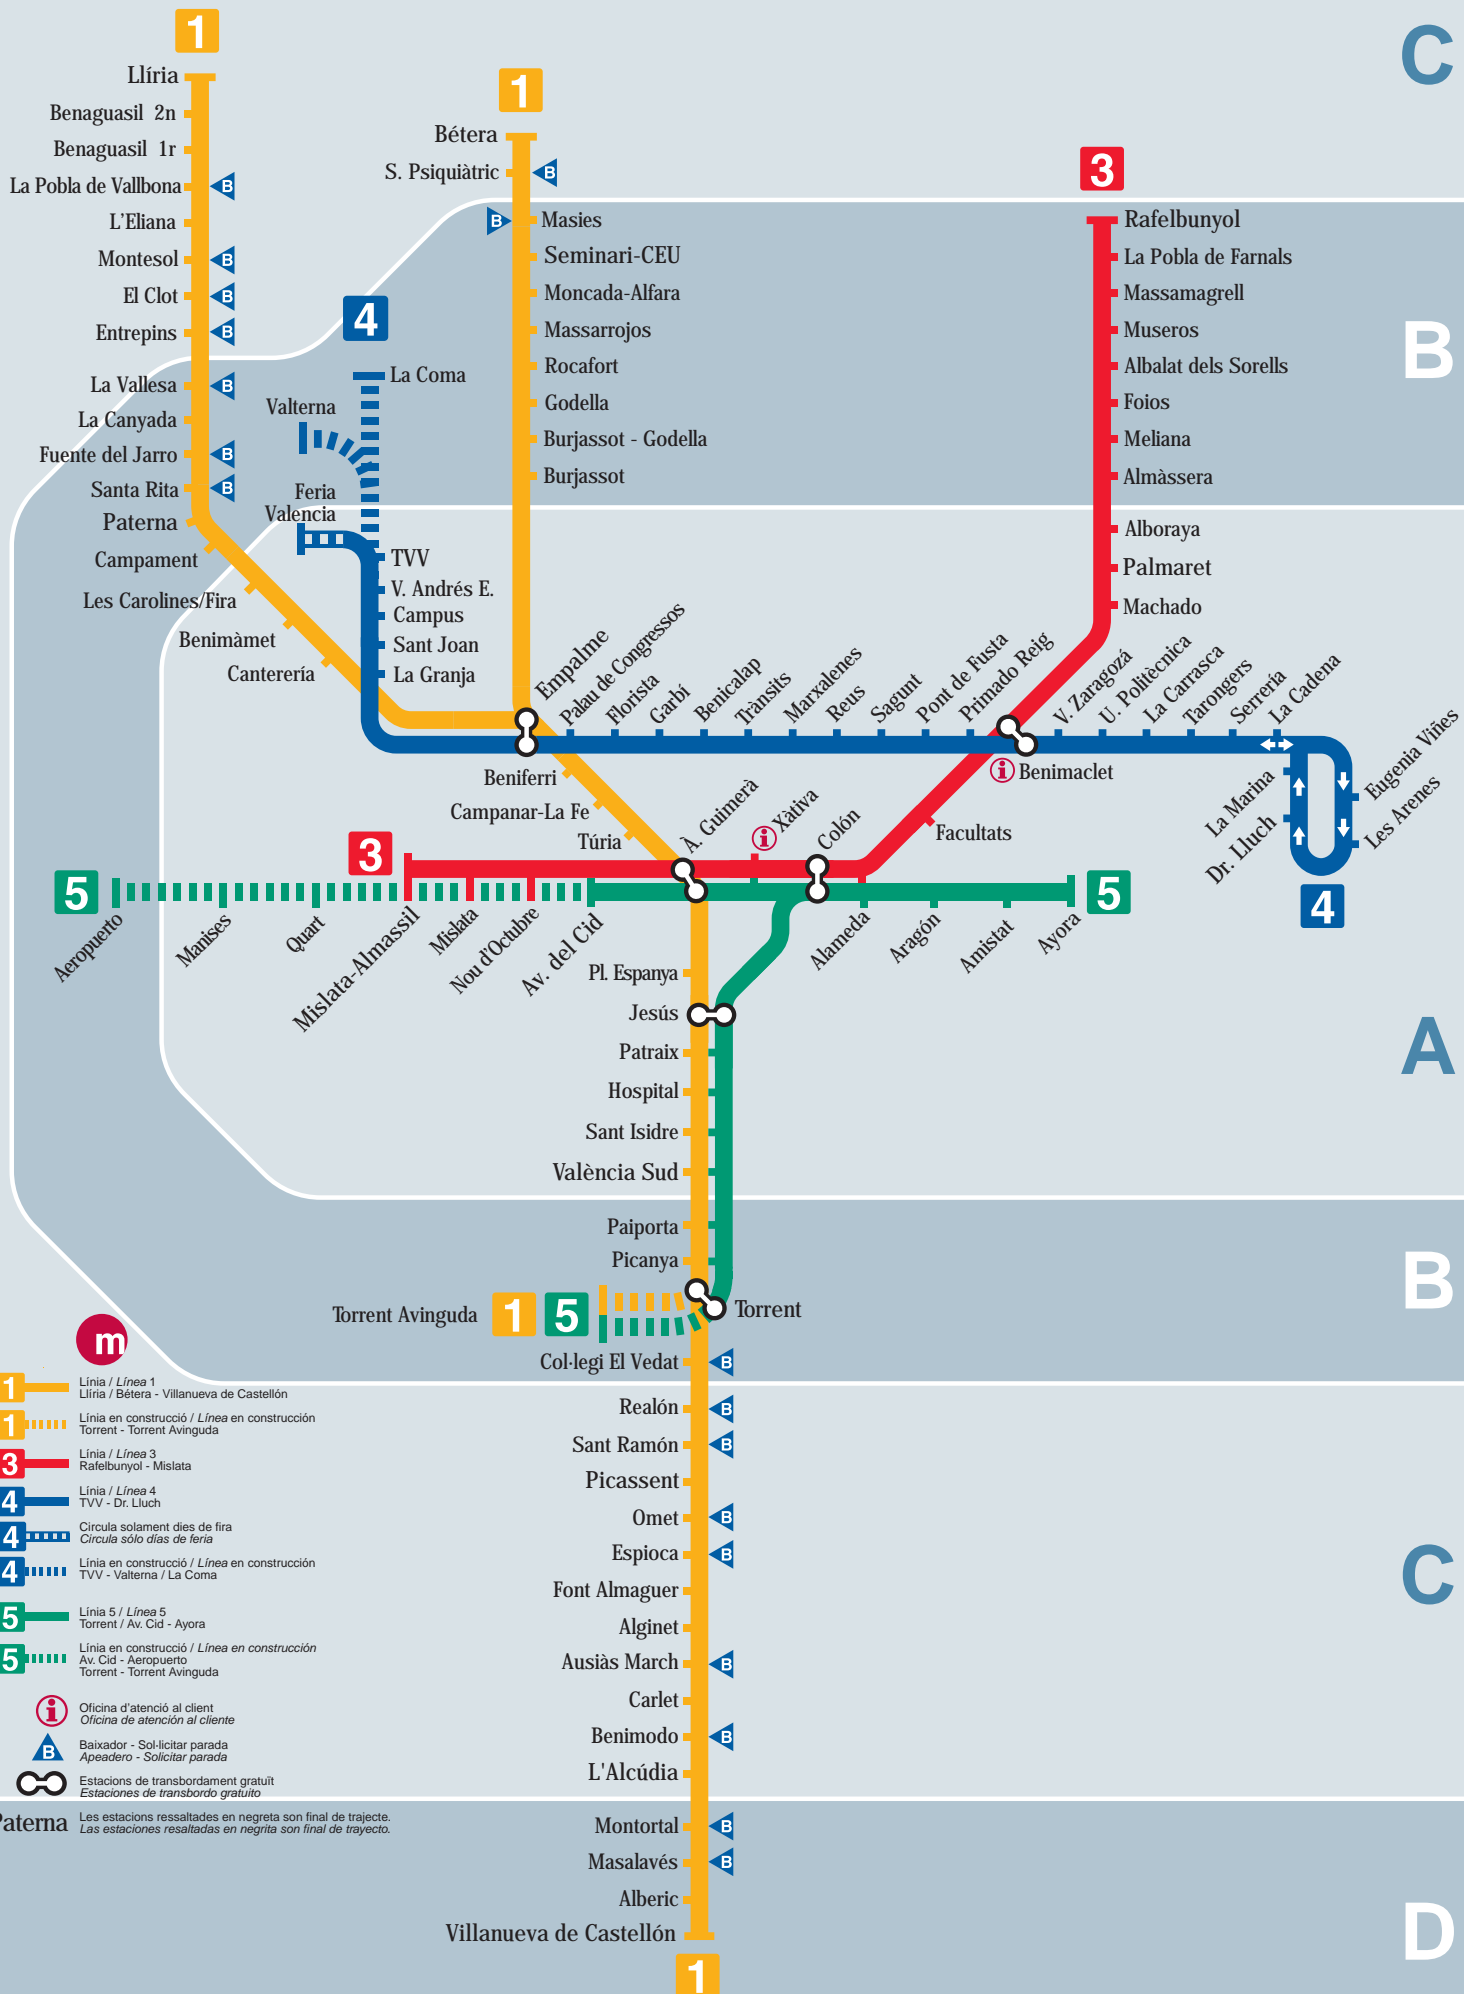 C
1
Llíria
Benaguasil 2n
Benaguasil 1r
La Pobla de Vallbona
B
L'Eliana
Montesol
B
El Clot
B
Entrepins
B
La Vallesa
B
La Canyada
Fuente del Jarro
B
Santa Rita
B
Paterna
Campament
Les Carolines/Fira
Benimàmet
Canterería
1
Bétera
S. Psiquiàtric
B
B
Masies
Seminari-CEU
Moncada-Alfara
Massarrojos
Rocafort
Godella
Burjassot - Godella
Burjassot
3
Rafelbunyol
La Pobla de Farnals
Massamagrell
Museros
Albalat dels Sorells
Foios
Meliana
Almàssera
Alboraya
Palmaret
Machado
B
4
La Coma
Valterna
Feria
Valencia
TVV
V. Andrés E.
Campus
Sant Joan
La Granja
Empalme
Palau de Congressos
Florista
Garbí
Benicalap
Trànsits
Marxalenes
Reus
Sagunt
Pont de Fusta
Primado Reig
V. Zaragozá
U. Politècnica
La Carrasca
Tarongers
Serrería
La Cadena
Eugenia Viñes
Les Arenes
La Marina
Dr. Lluch
4
Benimaclet
Facultats
Beniferri
Campanar-La Fe
Túria
À. Guimerà
Xàtiva
Colón
3
5
5
Aeropuerto
Manises
Quart
Mislata-Almassil
Mislata
Nou d'Octubre
Av. del Cid
Alameda
Aragón
Amistat
Ayora
A
Pl. Espanya
Jesús
Patraix
Hospital
Sant Isidre
València Sud
Paiporta
Picanya
B
Torrent Avinguda
1
5
Torrent
Col·legi El Vedat
B
Realón
B
Sant Ramón
B
Picassent
Omet
B
Espioca
B
C
Font Almaguer
Alginet
Ausiàs March
B
Carlet
Benimodo
B
L'Alcúdia
Montortal
B
Masalavés
B
Alberic
Villanueva de Castellón
1
D
m
1
Línia / Línea 1
Llíria / Bétera - Villanueva de Castellón
1
Línia en construcció / Línea en construcción
Torrent - Torrent Avinguda
3
Línia / Línea 3
Rafelbunyol - Mislata
4
Línia / Línea 4
TVV - Dr. Lluch
4
Circula solament dies de fira
Circula sólo días de feria
4
Línia en construcció / Línea en construcción
TVV - Valterna / La Coma
5
Línia 5 / Línea 5
Torrent / Av. Cid - Ayora
5
Línia en construcció / Línea en construcción
Av. Cid - Aeropuerto
Torrent - Torrent Avinguda
i
Oficina d'atenció al client
Oficina de atención al cliente
B
Baixador - Sol·licitar parada
Apeadero - Solicitar parada
Estacions de transbordament gratuït
Estaciones de transbordo gratuito
Paterna
Les estacions ressaltades en negreta son final de trajecte.
Las estaciones resaltadas en negrita son final de trayecto.